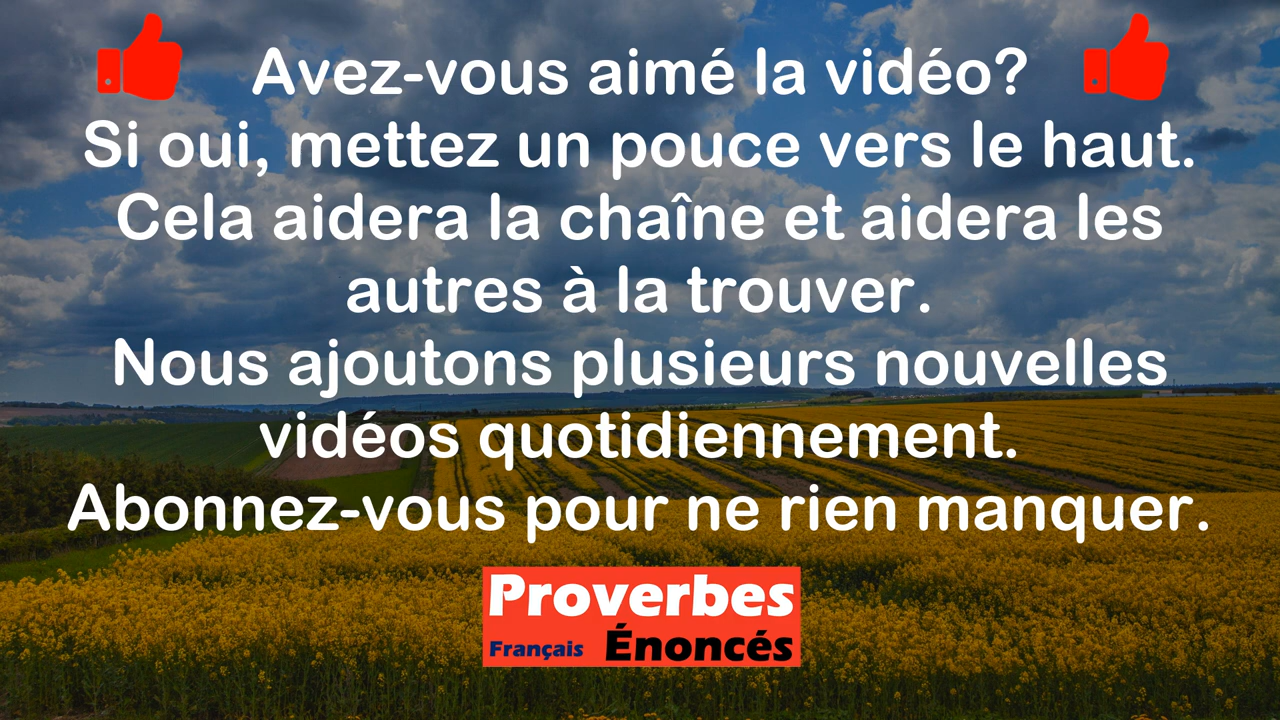 Avez-vous aimé la vidéo?
Si oui, mettez un pouce vers le haut.
Cela aidera la chaîne et aidera les
autres à la trouver.
Nous ajoutons plusieurs nouvelles
vidéos quotidiennement.
Abonnez-vous pour ne rien manquer.
Proverbes
Français Énoncés